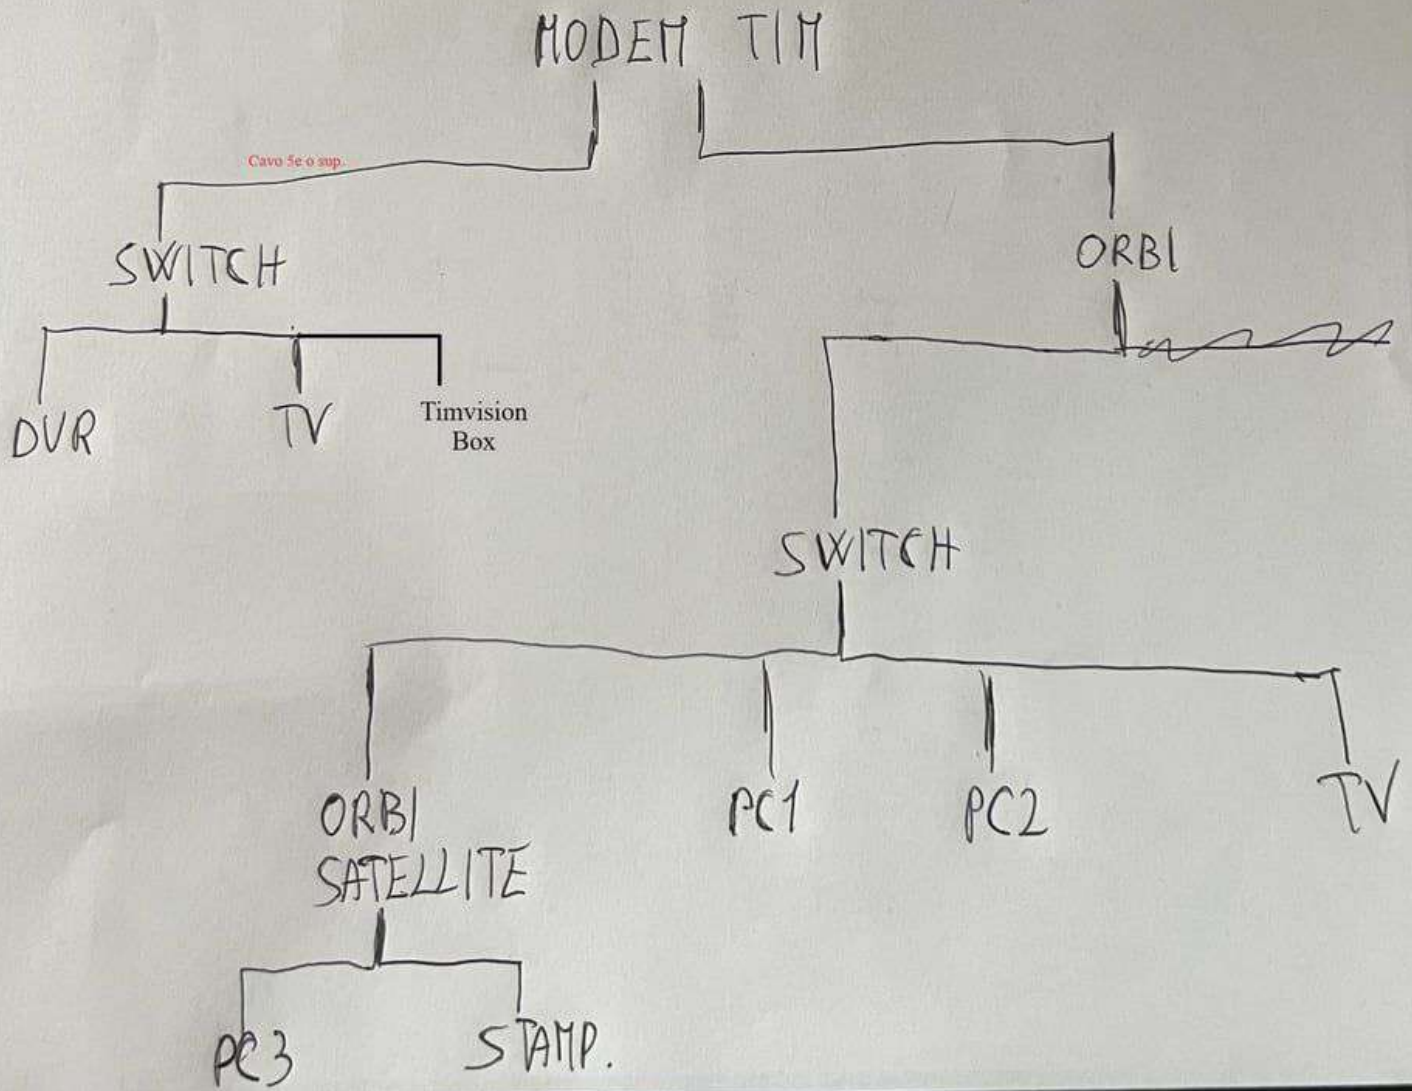 MODEM TIM
Cavo 5e o sup.
SWITCH
ORBI
DVR
TV
Timvision
Box
SWITCH
ORBI
SATELLITE
PC1
PC2
TV
PC3
STAMP.